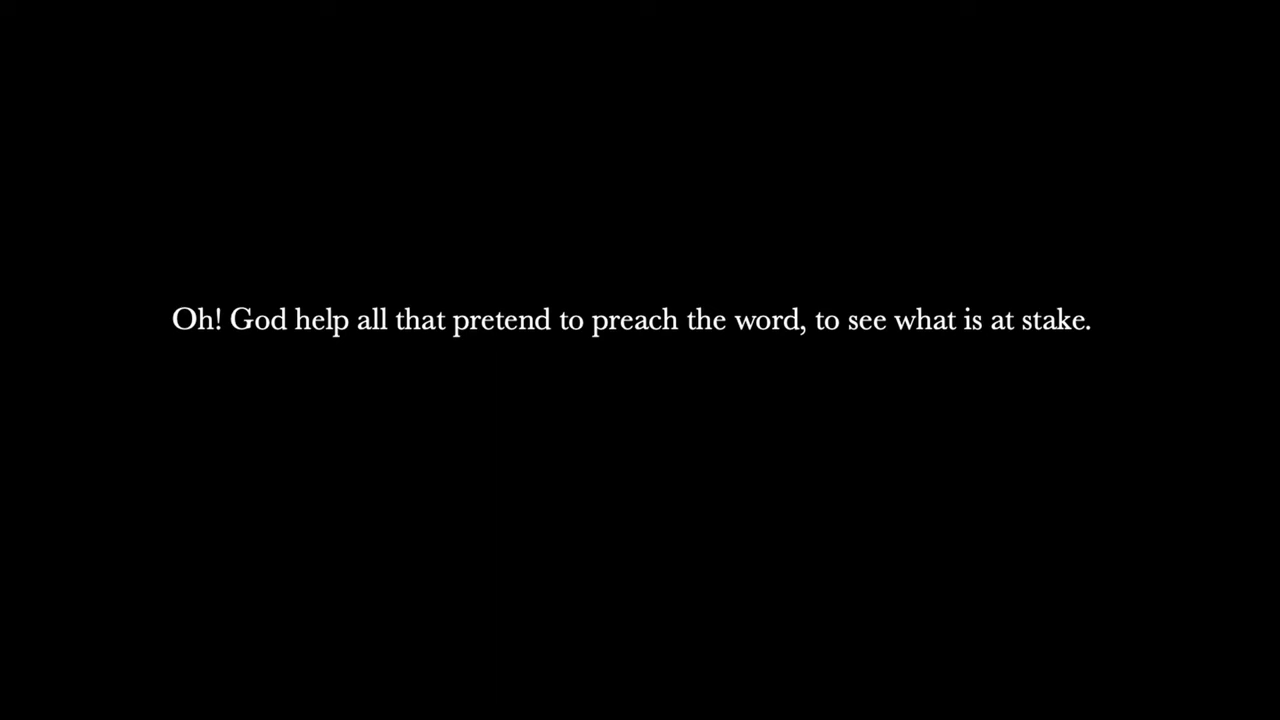 Oh! God help all that pretend to preach the word, to see what is at stake.